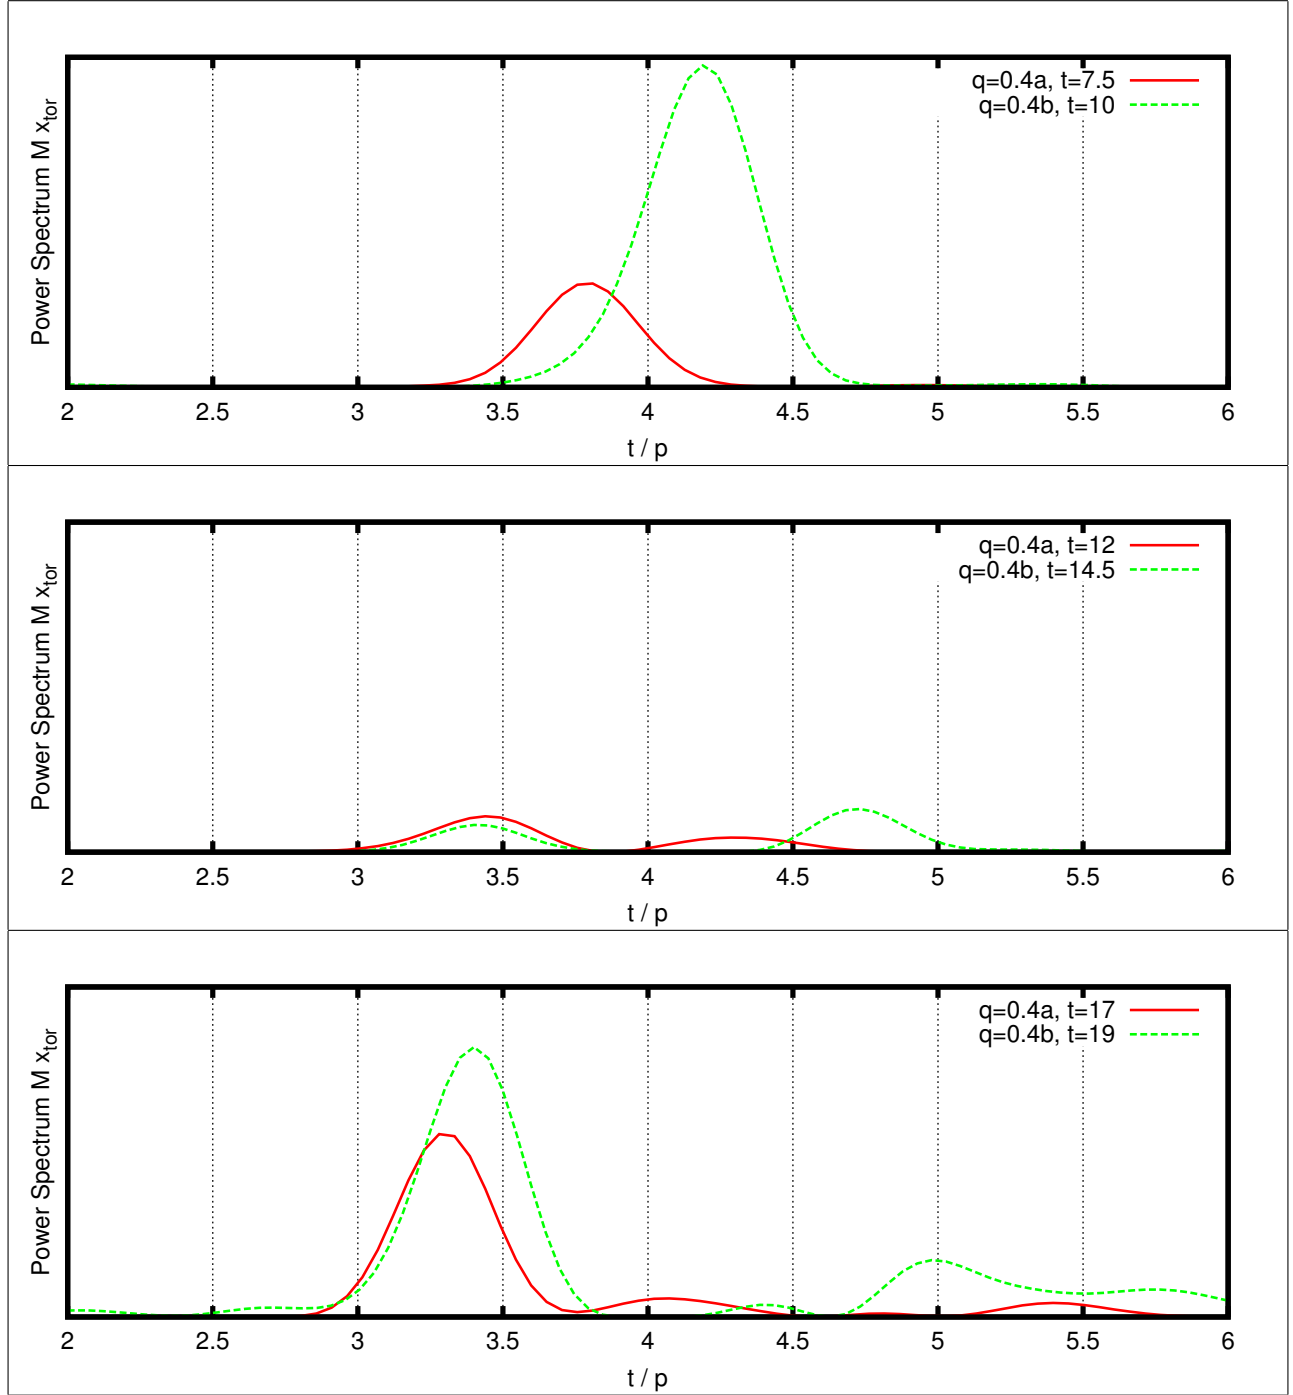 Power Spectrum M x_tor
q=0.4a, t=7.5
q=0.4b, t=10
2 2.5 3 3.5 4 4.5 5 5.5 6
t / p
Power Spectrum M x_tor
q=0.4a, t=12
q=0.4b, t=14.5
2 2.5 3 3.5 4 4.5 5 5.5 6
t / p
Power Spectrum M x_tor
q=0.4a, t=17
q=0.4b, t=19
2 2.5 3 3.5 4 4.5 5 5.5 6
t / p